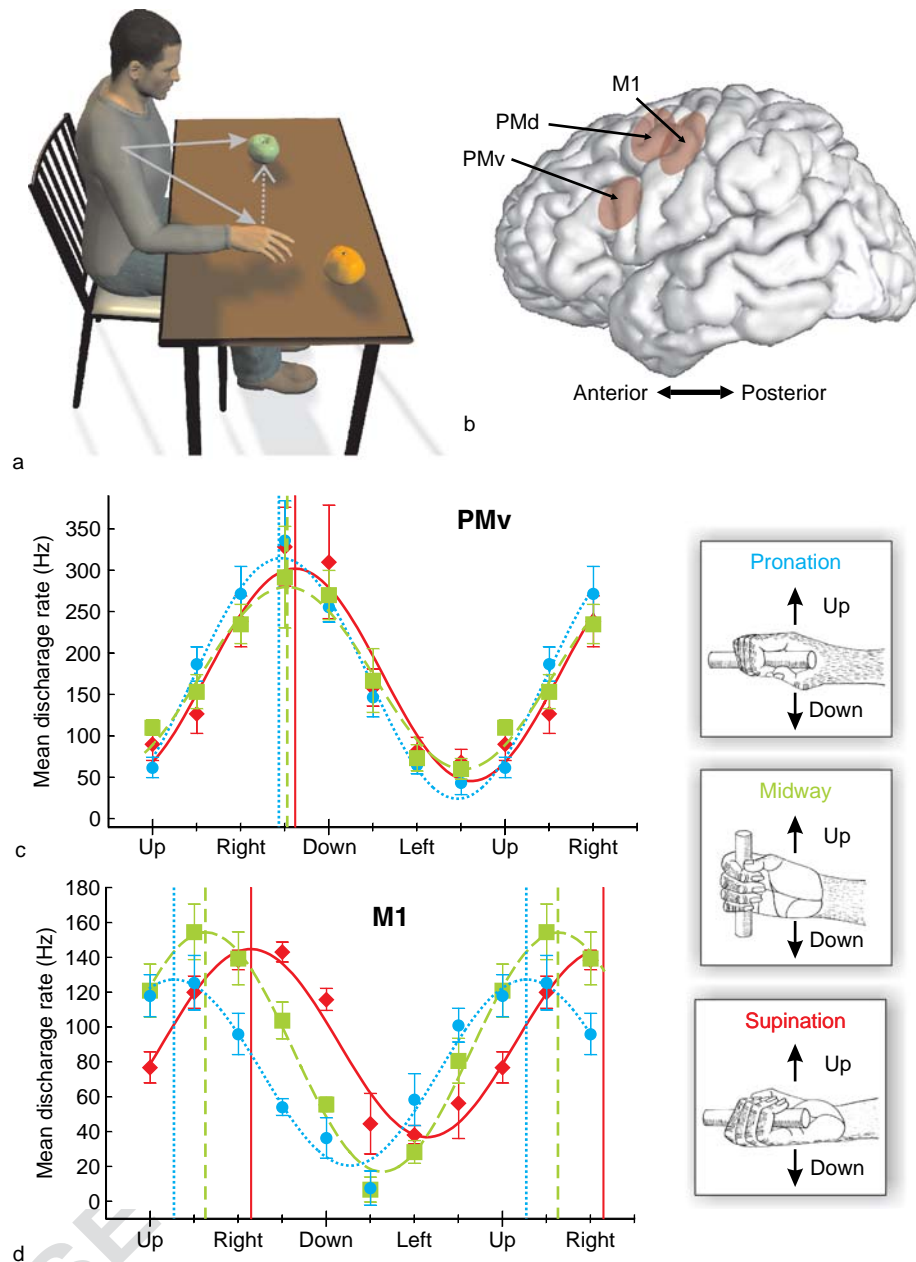 M1
PMd
PMv
Anterior Posterior
b
a
PMv
Mean discharage rate (Hz)
350
300
250
200
150
100
50
0
Up Right Down Left Up Right
c
M1
Mean discharage rate (Hz)
180
160
140
120
100
80
60
40
20
0
Up Right Down Left Up Right
d
Pronation
Up
Down
Midway
Up
Down
Supination
Up
Down